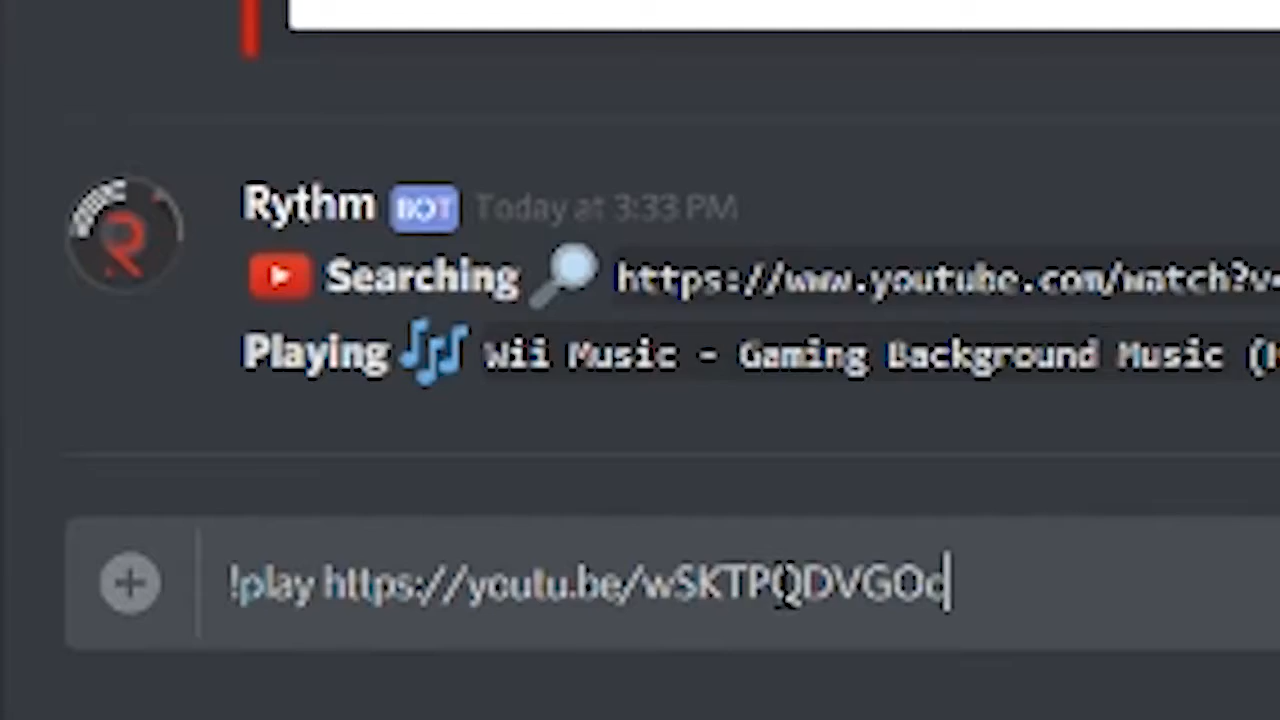 Rythm BOT Today at 3:33 PM
Searching https://www.youtube.com/watch?v=
Playing Wii Music - Gaming Background Music (
!play https://youtu.be/wSKTPQDVGOc